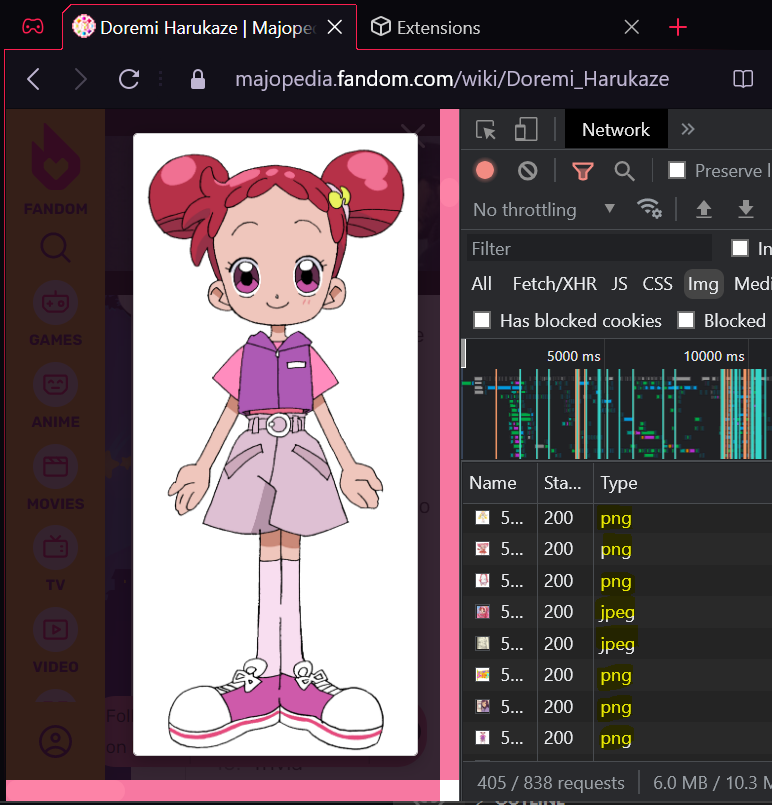 Doremi Harukaze | Majoped
Extensions
majopedia.fandom.com/wiki/Doremi_Harukaze
FANDOM
GAMES
ANIME
MOVIES
TV
VIDEO
Foll
on
Network
Preserve l
No throttling
Filter
In
All Fetch/XHR JS CSS Img Medi
Has blocked cookies Blocked
5000 ms 10000 ms
Name Sta... Type
5... 200 png
5... 200 png
5... 200 png
5... 200 jpeg
5... 200 jpeg
5... 200 png
5... 200 png
5... 200 png
405 / 838 requests 6.0 MB / 10.3 M